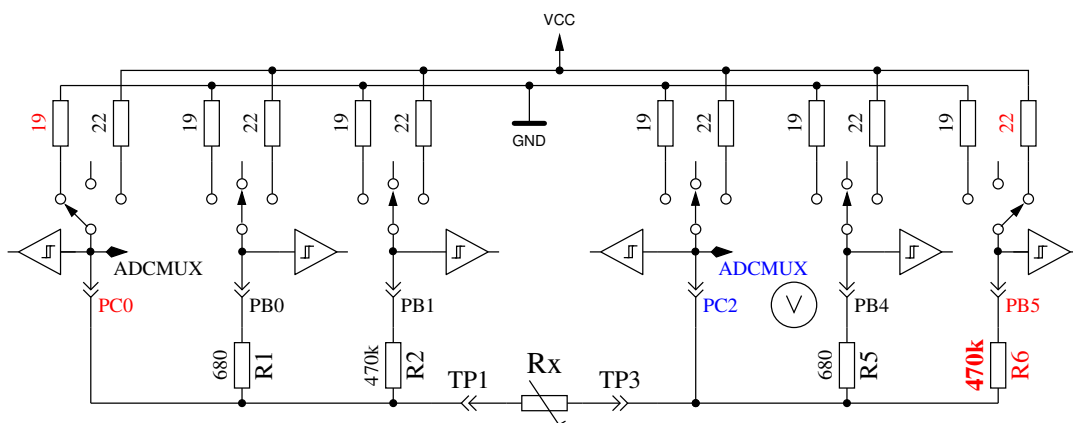 VCC
19 22 19 22 19 22 19 22 19 22 19 22
GND
ADCMUX ADCMUX
PC0 PB0 PB1 PC2 V PB4 PB5
680 R1 470k R2 680 R5 470k R6
TP1 Rx TP3